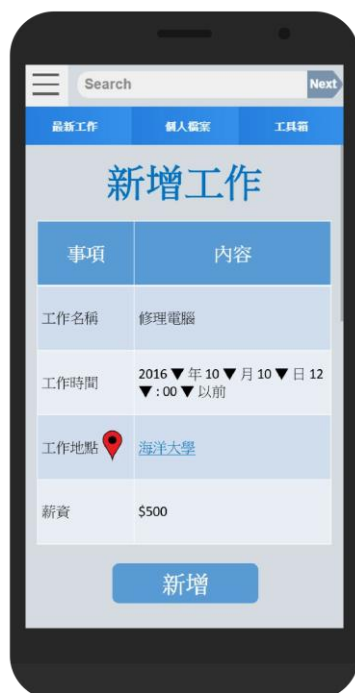 Search
Next
最新工作 個人檔案 工具箱
新增工作
事項 內容
工作名稱 修理電腦
工作時間 2016 ▼ 年 10 ▼ 月 10 ▼ 日 12
▼ : 00 ▼ 以前
工作地點 海洋大學
薪資 $500
新增